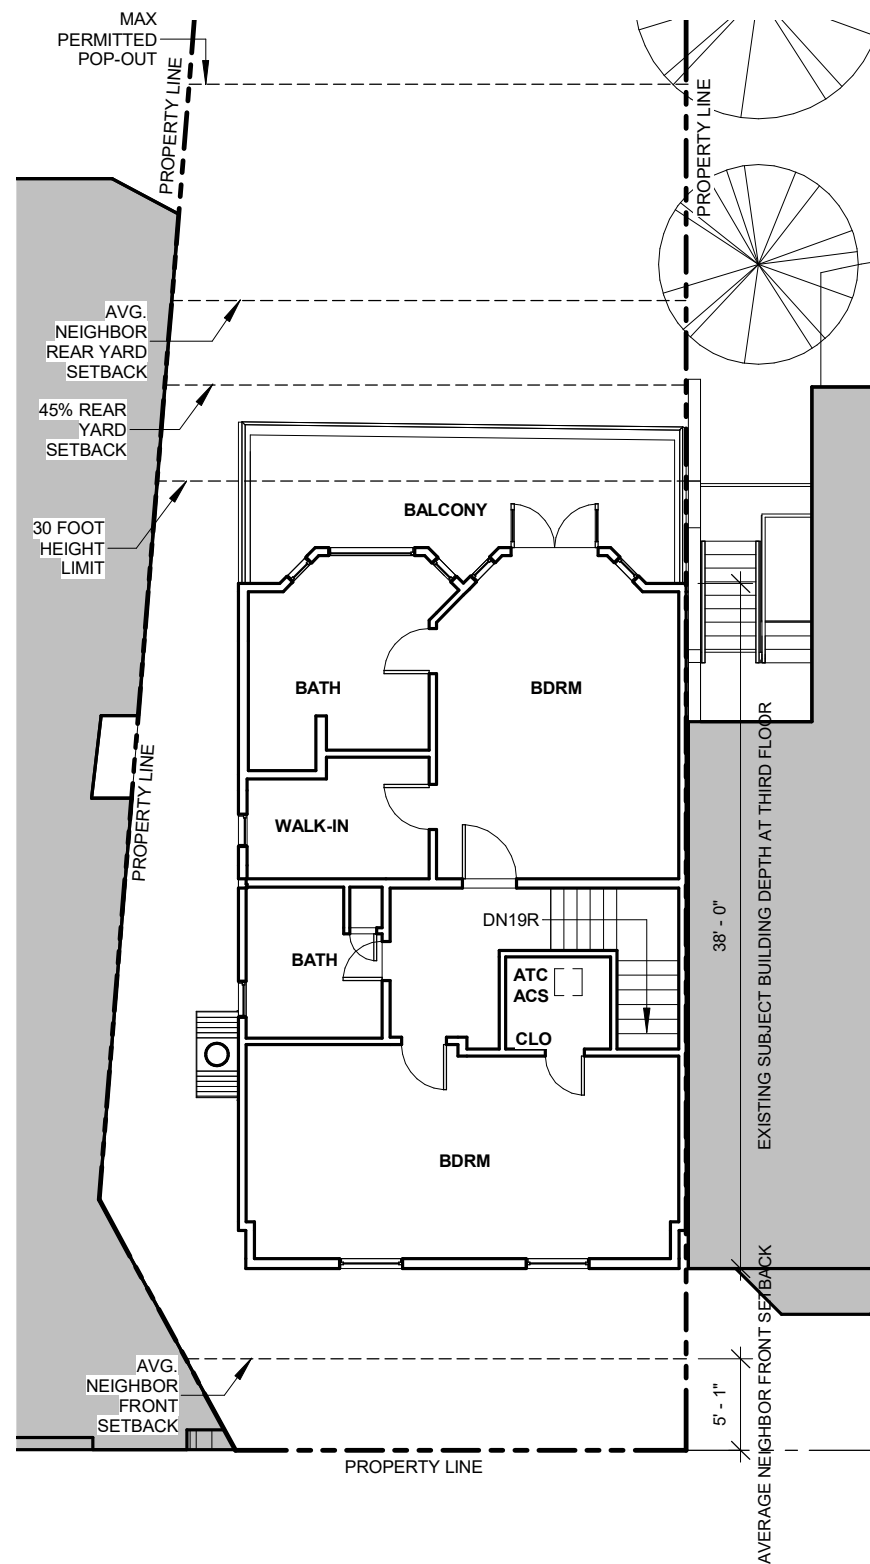 MAX
PERMITTED
POP-OUT
PROPERTY LINE
PROPERTY LINE
AVG.
NEIGHBOR
REAR YARD
SETBACK
45% REAR
YARD
SETBACK
30 FOOT
HEIGHT
LIMIT
BALCONY
BATH
BDRM
PROPERTY LINE
WALK-IN
EXISTING SUBJECT BUILDING DEPTH AT THIRD FLOOR
38' - 0"
DN19R
BATH
ATC
ACS
CLO
BDRM
AVG.
NEIGHBOR
FRONT
SETBACK
5' - 1"
AVERAGE NEIGHBOR FRONT SETBACK
PROPERTY LINE